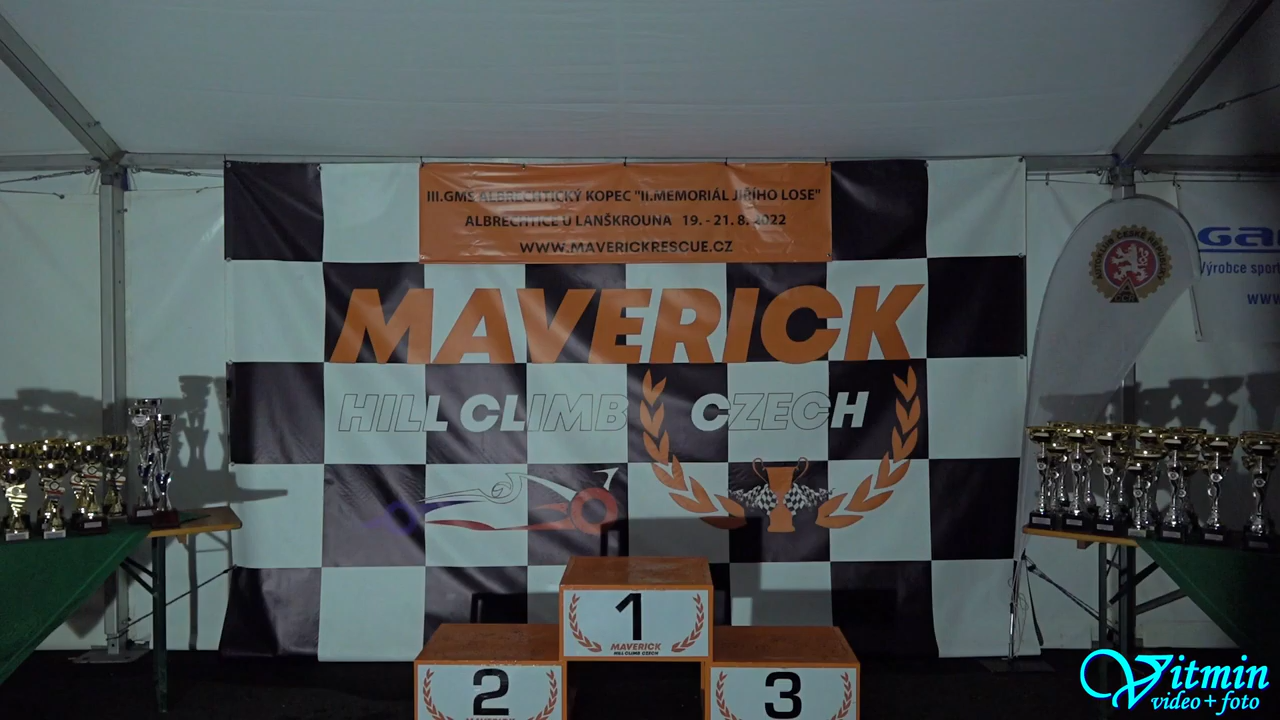 III.GMS ALBRECHTICKÝ KOPEC "II.MEMORIÁL JIŘÍHO LOSE"
ALBRECHTICE U LANŠKROUNA 19. - 21. 8. 2022
WWW.MAVERICKRESCUE.CZ
MAVERICK
HILL CLIMB CZECH
Výrobce
1
MAVERICK
HILL CLIMB CZECH
2
MAVERICK
3
Vitmin
video+foto